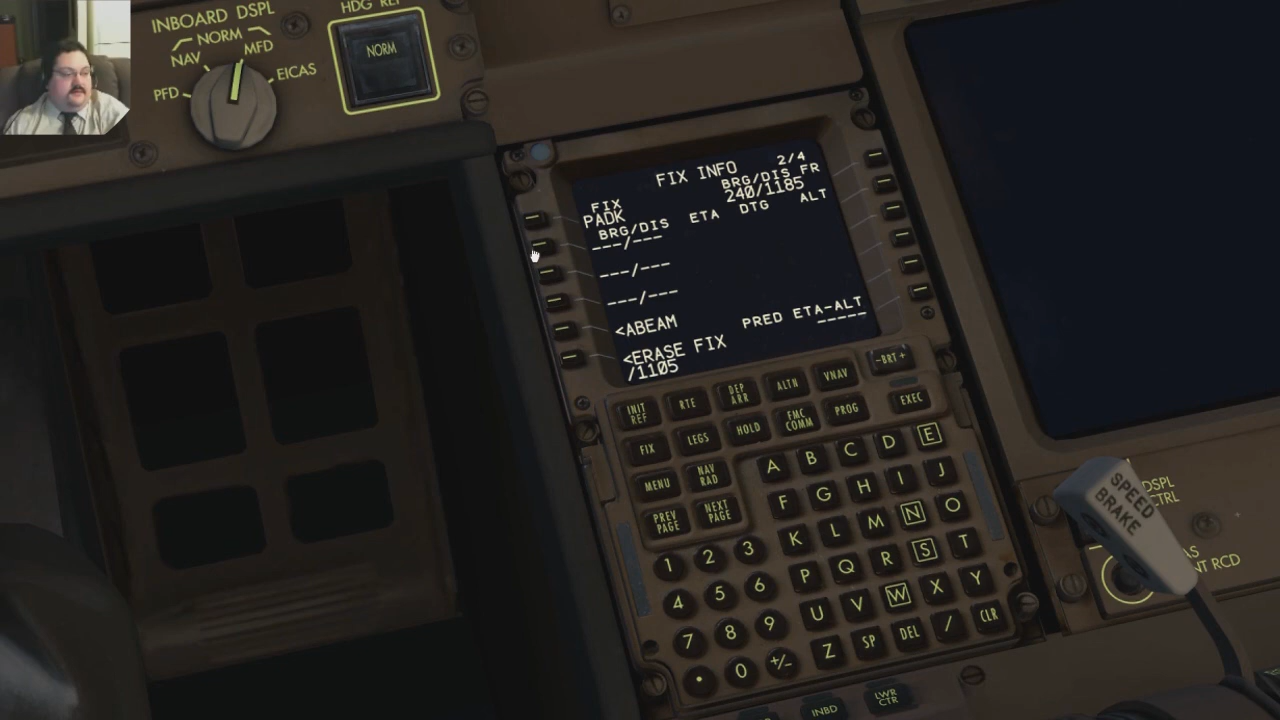 INBOARD DSPL
NORM
NAV
MFD
PFD
EICAS
HDG REF
NORM
FIX INFO 2/4
FIX BRG/DIS FR
PADK 240/1185
BRG/DIS ETA DTG ALT
---/---
---/---
---/---
<ABEAM PRED ETA-ALT
<ERASE FIX -----
/1105
INIT REF
RTE
DEP ARR
ALTN
VNAV
-BRT+
FIX
LEGS
HOLD
FMC COMM
PROG
EXEC
MENU
NAV RAD
PREV PAGE
NEXT PAGE
A B C D E
F G H I J
K L M N O
P Q R S T
U V W X Y
Z SP DEL / CLR
1 2 3
4 5 6
7 8 9
. 0 +/-
SPEED BRAKE
DSPL
CTRL
NT RCD
INBD
LWR CTR